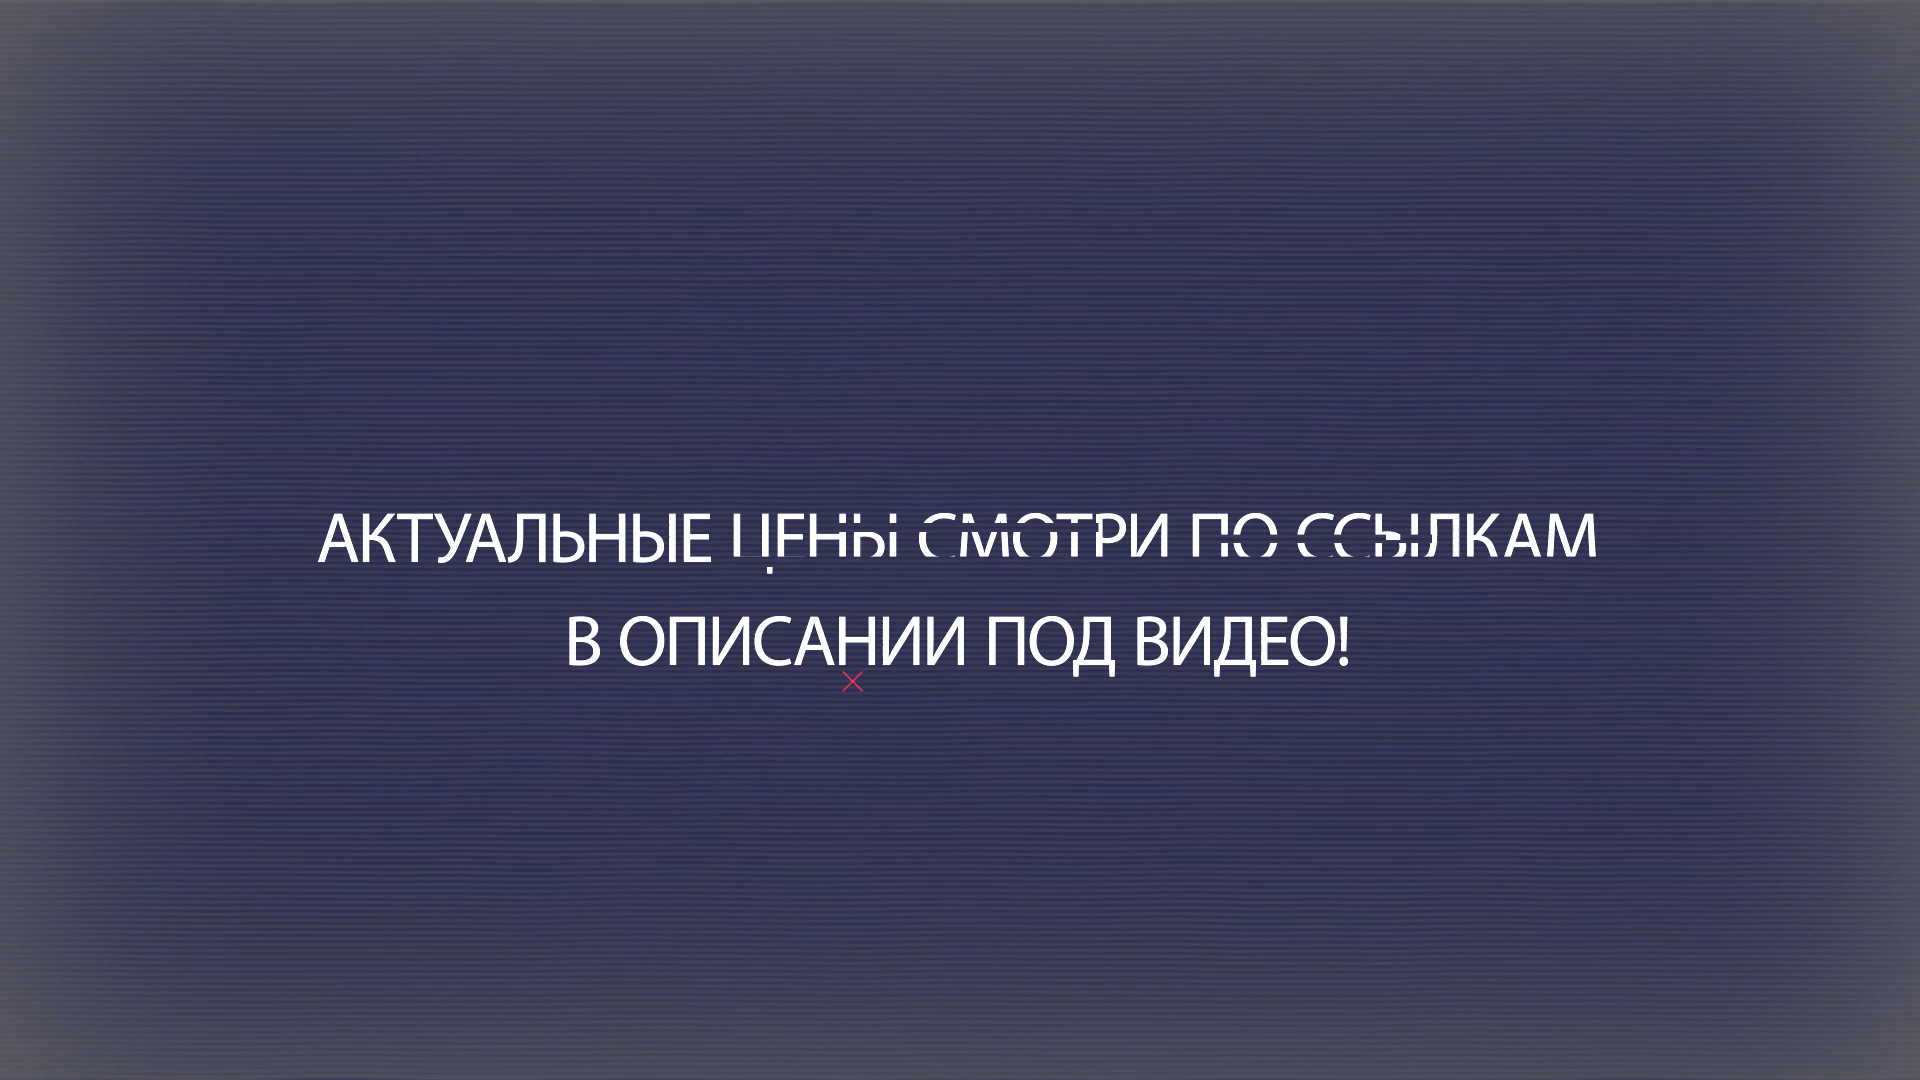 АКТУАЛЬНЫЕ ЦЕНЫ СМОТРИ ПО ССЫЛКАМ
В ОПИСАНИИ ПОД ВИДЕО!